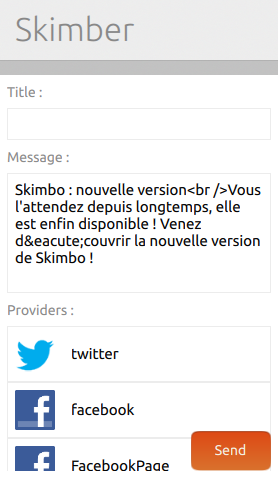 Skimber
Title :
Message :
Skimbo : nouvelle version<br />Vous
l'attendez depuis longtemps, elle
est enfin disponible ! Venez
d&eacute;couvrir la nouvelle version
de Skimbo !
Providers :
twitter
facebook
FacebookPage
Send